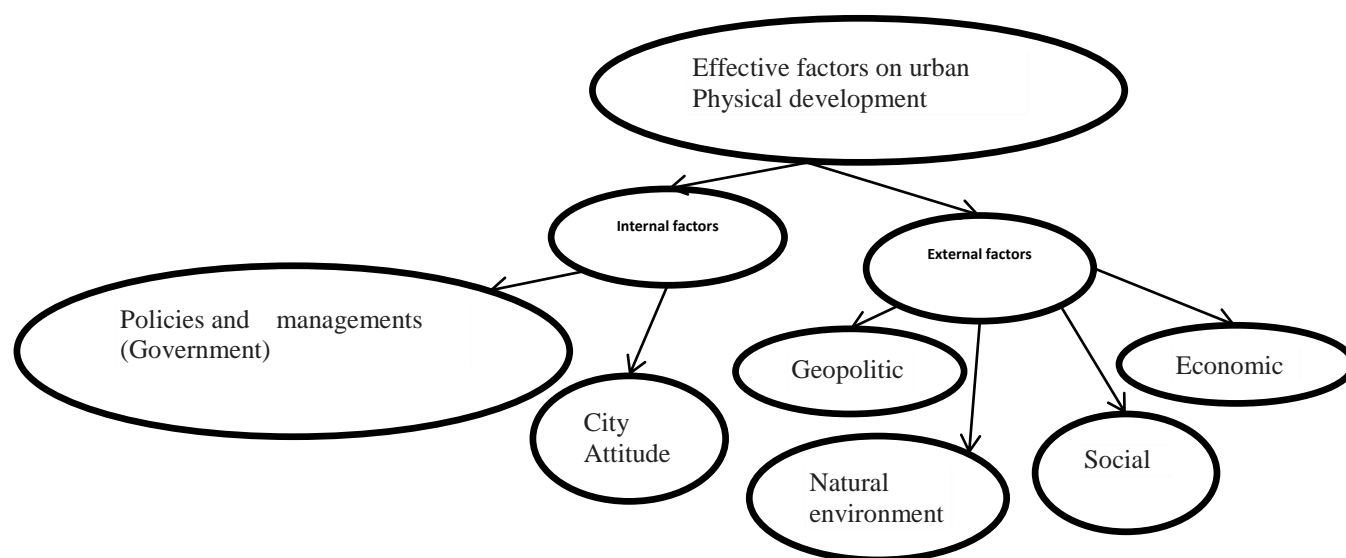 Effective factors on urban
Physical development
Internal factors
External factors
Policies and managements
(Government)
Geopolitic
Economic
City
Attitude
Social
Natural
environment